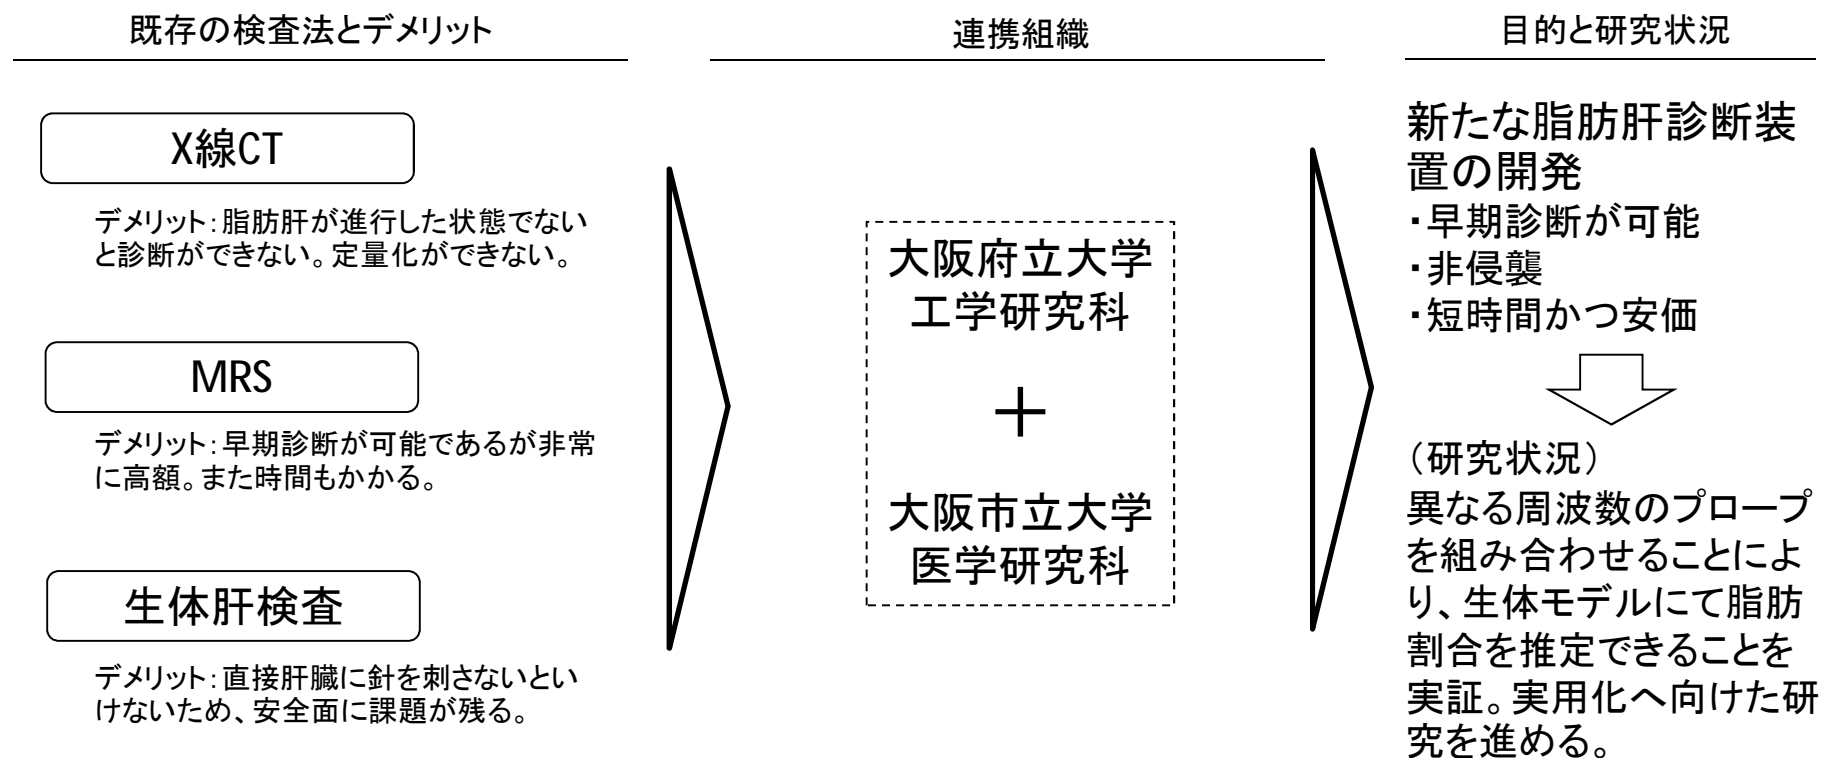 既存の検査法とデメリット
X線CT
デメリット：脂肪肝が進行した状態でない
と診断ができない。定量化ができない。
MRS
デメリット：早期診断が可能であるが非常
に高額。また時間もかかる。
生体肝検査
デメリット：直接肝臓に針を刺さないとい
けないため、安全面に課題が残る。
連携組織
大阪府立大学
工学研究科
＋
大阪市立大学
医学研究科
目的と研究状況
新たな脂肪肝診断装
置の開発
・早期診断が可能
・非侵襲
・短時間かつ安価
（研究状況）
異なる周波数のプローブ
を組み合わせることによ
り、生体モデルにて脂肪
割合を推定できることを
実証。実用化へ向けた研
究を進める。